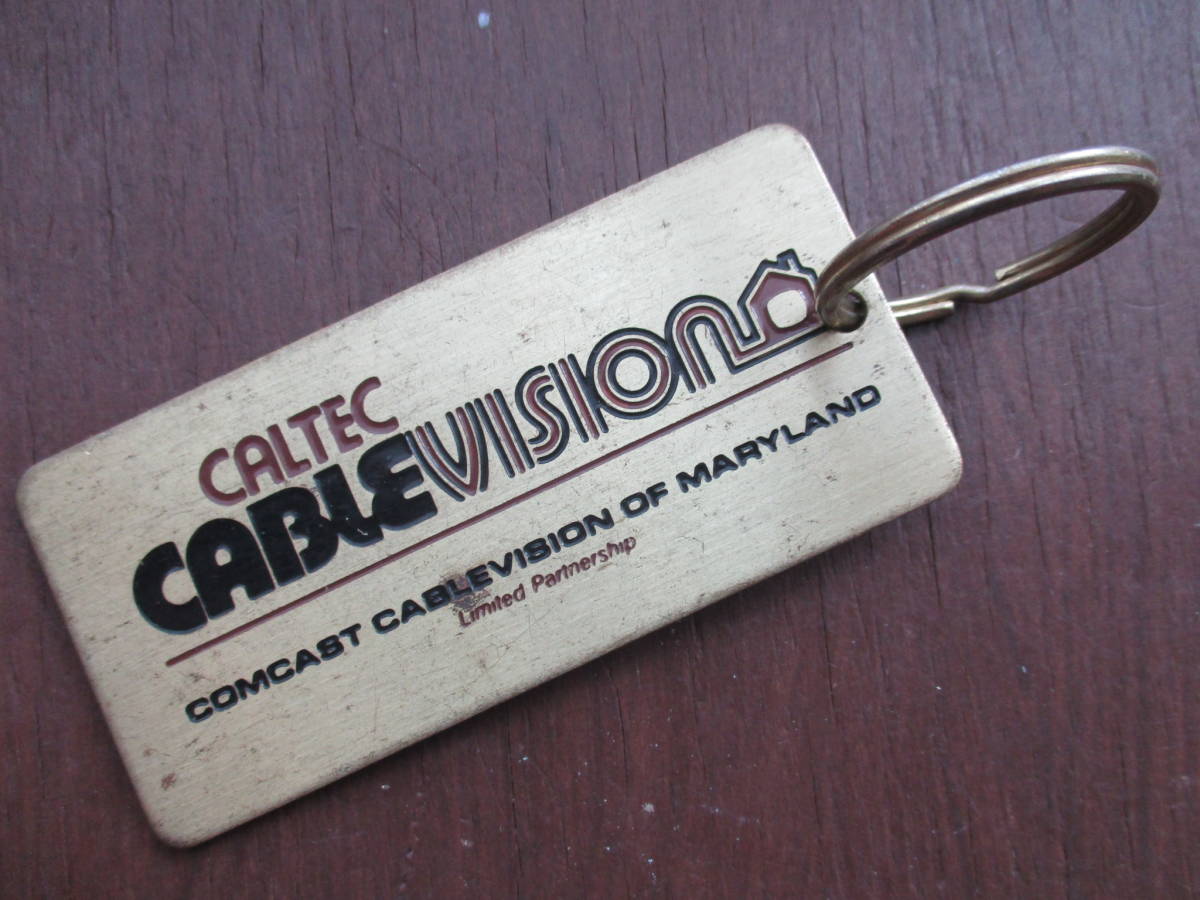 CALTEC
CABLEVISION
COMCAST CABLEVISION OF MARYLAND
Limited Partnership